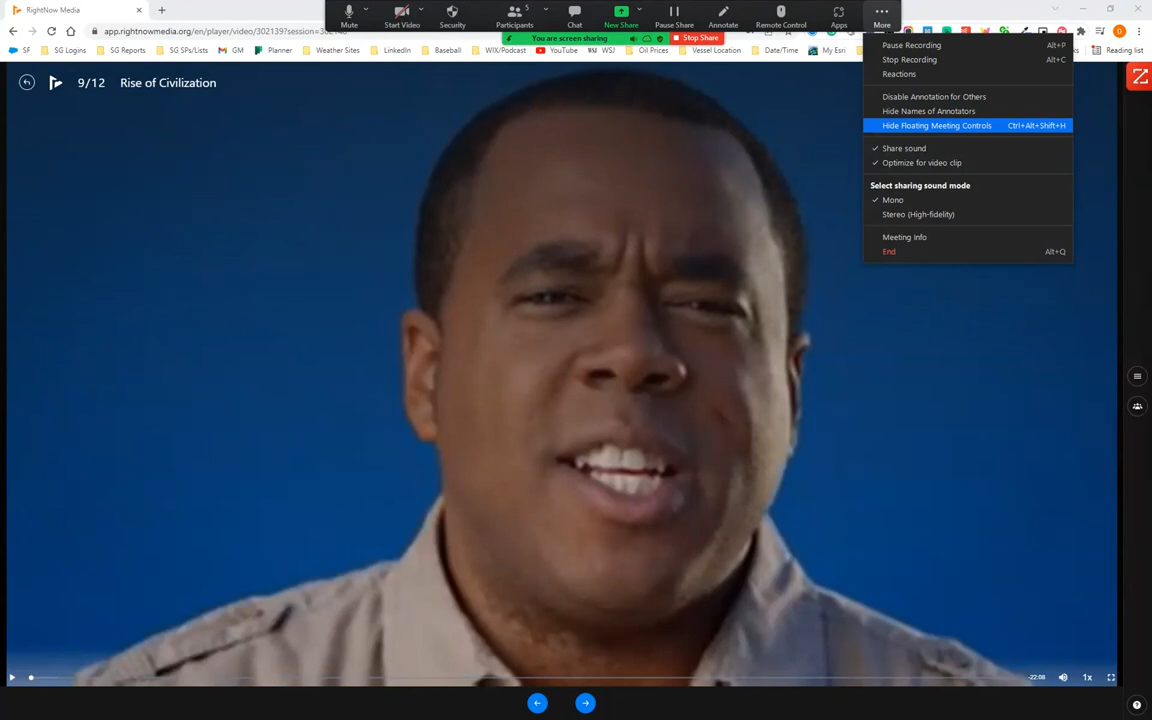 RightNow Media
Mute
Start Video
Security
Participants
5
Chat
New Share
Pause Share
Annotate
Remote Control
Apps
More
app.rightnowmedia.org/en/player/video/302139?session=
You are screen sharing
Stop Share
SF
SG Logins
SG Reports
SG SPs/Lists
GM
Planner
Weather Sites
LinkedIn
Baseball
WIX/Podcast
YouTube
WSJ
Oil Prices
Vessel Location
Date/Time
My Esri
Reading list
D
9/12 Rise of Civilization
Pause Recording Alt+P
Stop Recording Alt+C
Reactions
Disable Annotation for Others
Hide Names of Annotators
Hide Floating Meeting Controls Ctrl+Alt+Shift+H
Share sound
Optimize for video clip
Select sharing sound mode
Mono
Stereo (High-fidelity)
Meeting Info
End Alt+Q
-22:08
1x